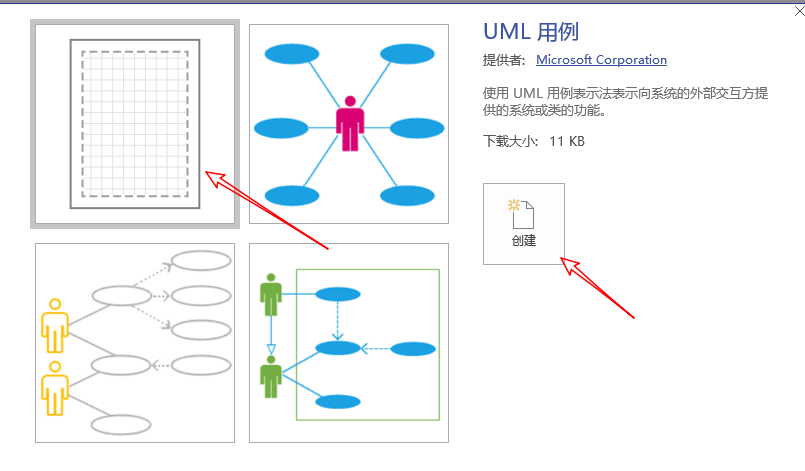 UML 用例
提供者: Microsoft Corporation
使用 UML 用例表示法表示向系统的外部交互方提
供的系统或类的功能。
下载大小: 11 KB
创建